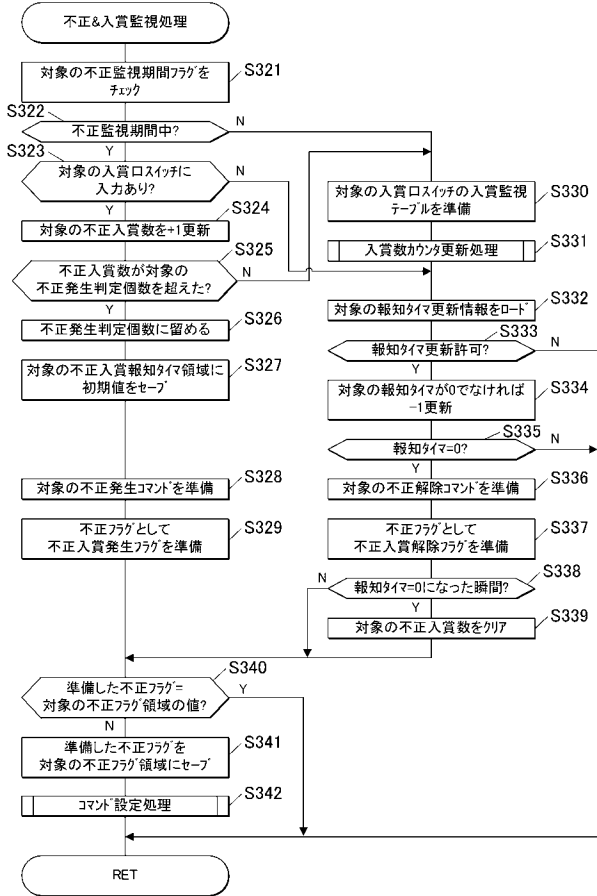 不正&入賞監視処理
対象の不正監視期間フラグを
チェック
S321
S322
不正監視期間中?
N
Y
S323
対象の入賞口スイッチに
入力あり?
N
Y
S324
対象の不正入賞数を+1更新
S325
不正入賞数が対象の
不正発生判定個数を超えた?
N
Y
S326
不正発生判定個数に留める
S327
対象の不正入賞報知タイマ領域に
初期値をセーブ
S328
対象の不正発生コマンドを準備
S329
不正フラグとして
不正入賞発生フラグを準備
S330
対象の入賞口スイッチの入賞監視
テーブルを準備
S331
入賞数カウンタ更新処理
S332
対象の報知タイマ更新情報をロード
S333
報知タイマ更新許可?
N
Y
S334
対象の報知タイマが0でなければ
-1更新
S335
報知タイマ=0?
N
Y
S336
対象の不正解除コマンドを準備
S337
不正フラグとして
不正入賞解除フラグを準備
S338
報知タイマ=0になった瞬間?
N
Y
S339
対象の不正入賞数をクリア
S340
準備した不正フラグ=
対象の不正フラグ領域の値?
Y
N
S341
準備した不正フラグを
対象の不正フラグ領域にセーブ
S342
コマンド設定処理
RET